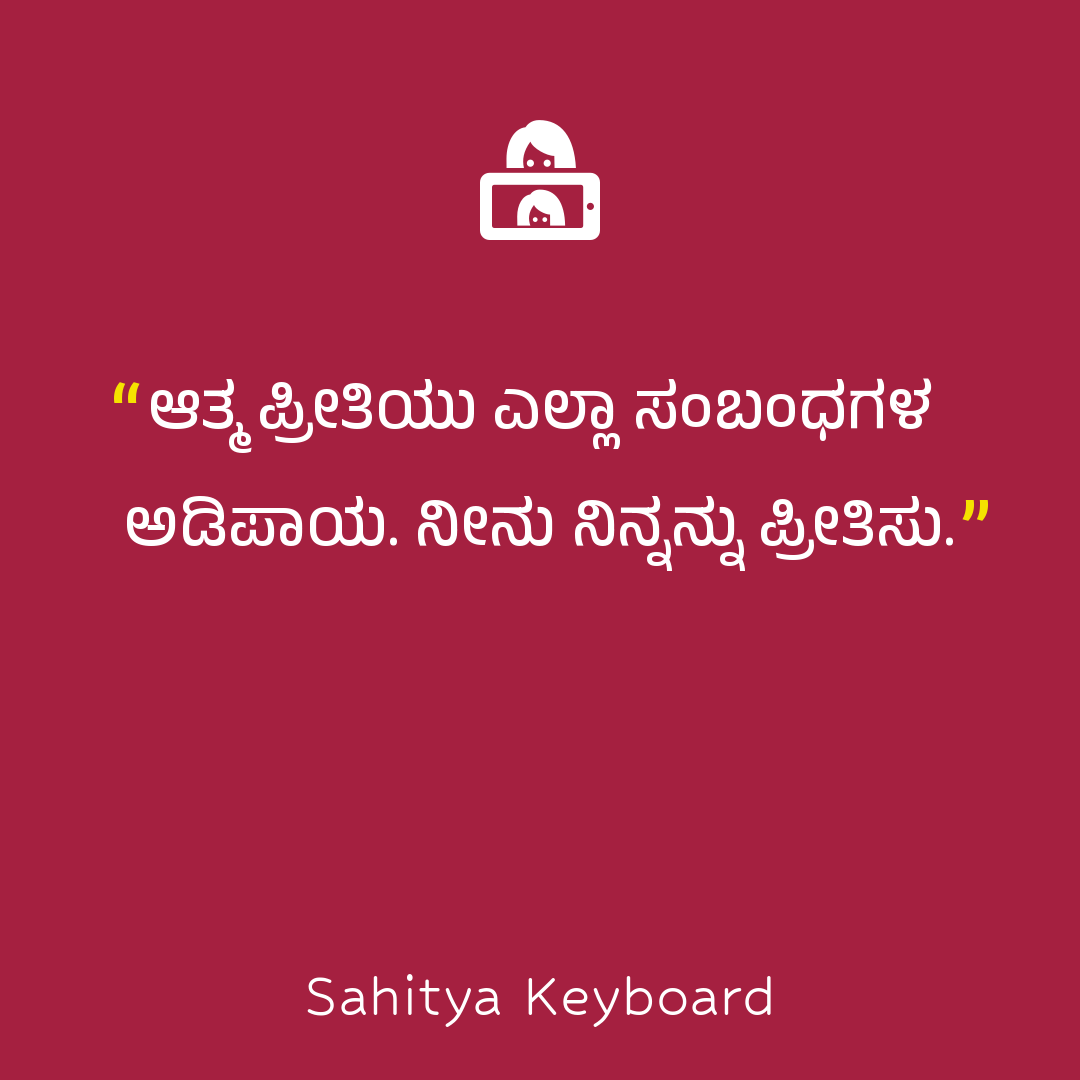 “ಆತ್ಮ ಪ್ರೀತಿಯು ಎಲ್ಲಾ ಸಂಬಂಧಗಳ
ಅಡಿಪಾಯ. ನೀನು ನಿನ್ನನ್ನು ಪ್ರೀತಿಸು.”
Sahitya Keyboard